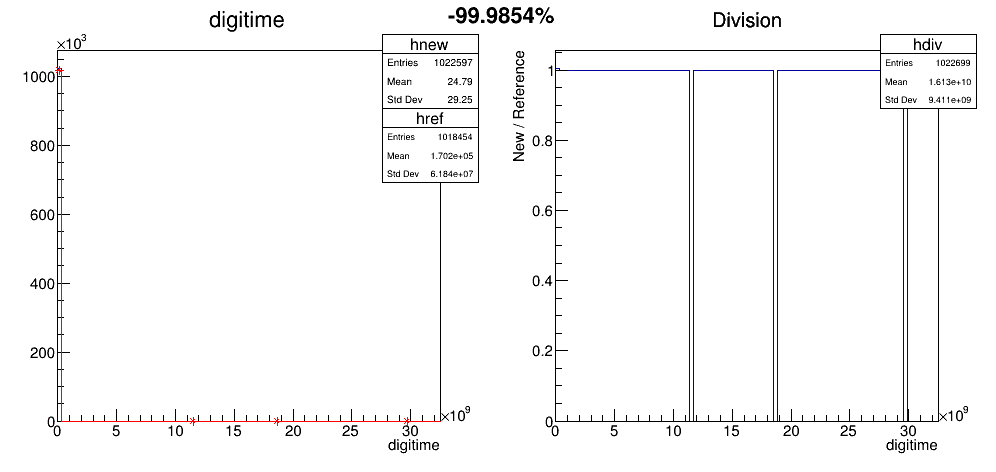 -99.9854%
digitime
×10³
hnew
Entries 1022597
Mean 24.79
Std Dev 29.25
href
Entries 1018454
Mean 1.702e+05
Std Dev 6.184e+07
1000
800
600
400
200
0
0 5 10 15 20 25 30
×10⁹
digitime
Division
hdiv
Entries 1022699
Mean 1.613e+10
Std Dev 9.411e+09
New / Reference
1
0.8
0.6
0.4
0.2
0
0 5 10 15 20 25 30
×10⁹
digitime